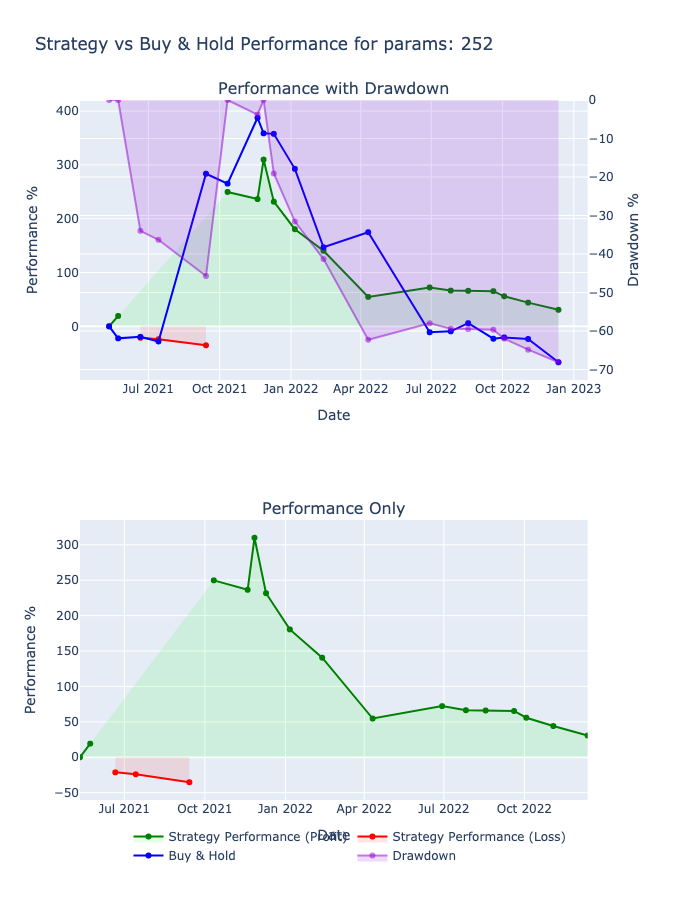 Strategy vs Buy & Hold Performance for params: 252
Performance with Drawdown
400
300
200
100
0
Performance %
0
−10
−20
−30
−40
−50
−60
−70
Drawdown %
Jul 2021 Oct 2021 Jan 2022 Apr 2022 Jul 2022 Oct 2022 Jan 2023
Date
Performance Only
300
250
200
150
100
50
0
−50
Performance %
Jul 2021 Oct 2021 Jan 2022 Apr 2022 Jul 2022 Oct 2022
Date
Strategy Performance (Profit) Strategy Performance (Loss)
Buy & Hold Drawdown